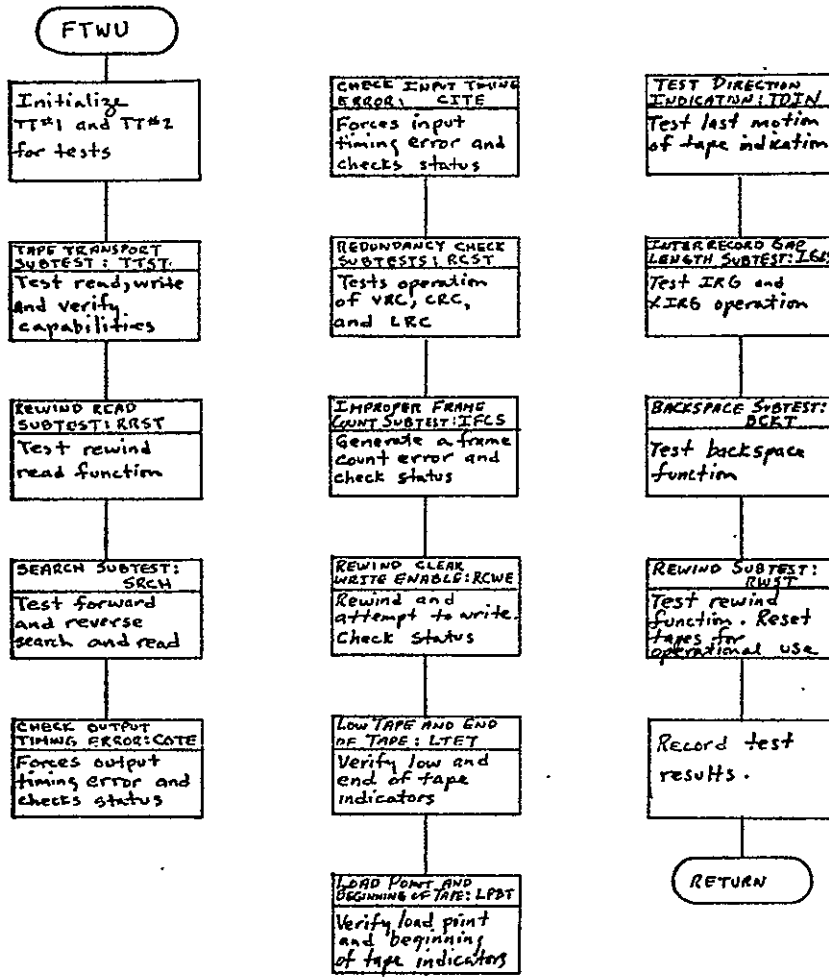 FTWU
Initialize
TT#1 and TT#2
for tests
TAPE TRANSPORT
SUBTEST: TTST.
Test read, write
and verify
capabilities
REWIND READ
SUBTEST: RRST
Test rewind
read function
SEARCH SUBTEST:
SRCH
Test forward
and reverse
search and read
CHECK OUTPUT
TIMING ERROR: COTE
Forces output
timing error and
checks status
CHECK INPUT TIMING
ERROR: CITE
Forces input
timing error and
checks status
REDUNDANCY CHECK
SUBTESTS: RCST
Tests operation
of VRC, CRC,
and LRC
IMPROPER FRAME
COUNT SUBTEST: IFCS
Generate a frame
count error and
check status
REWIND CLEAR
WRITE ENABLE: RCWE
Rewind and
attempt to write.
Check status
LOW TAPE AND END
OF TAPE: LTET
Verify low and
end of tape
indicators
LOAD POINT AND
BEGINNING OF TAPE: LPBT
Verify load point
and beginning
of tape indicators
TEST DIRECTION
INDICATION: TDIN
Test last motion
of tape indication
INTERRECORD GAP
LENGTH SUBTEST:
Test IRG and
XIRG operation
BACKSPACE SUBTEST:
BCKT
Test backspace
function
REWIND SUBTEST:
RWST
Test rewind
function. Reset
tapes for
operational use
Record test
results.
RETURN